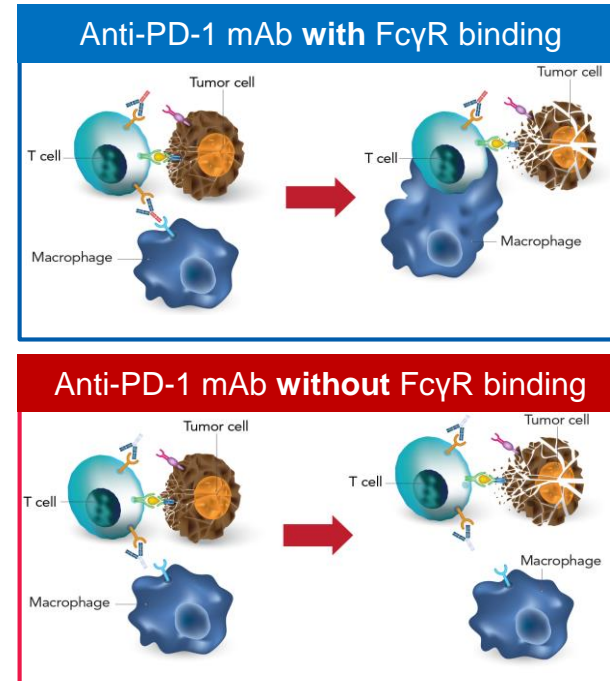 Anti-PD-1 mAb with FcγR binding
Tumor cell
T cell
Macrophage
Tumor cell
T cell
Macrophage
Anti-PD-1 mAb without FcγR binding
Tumor cell
T cell
Macrophage
Tumor cell
T cell
Macrophage